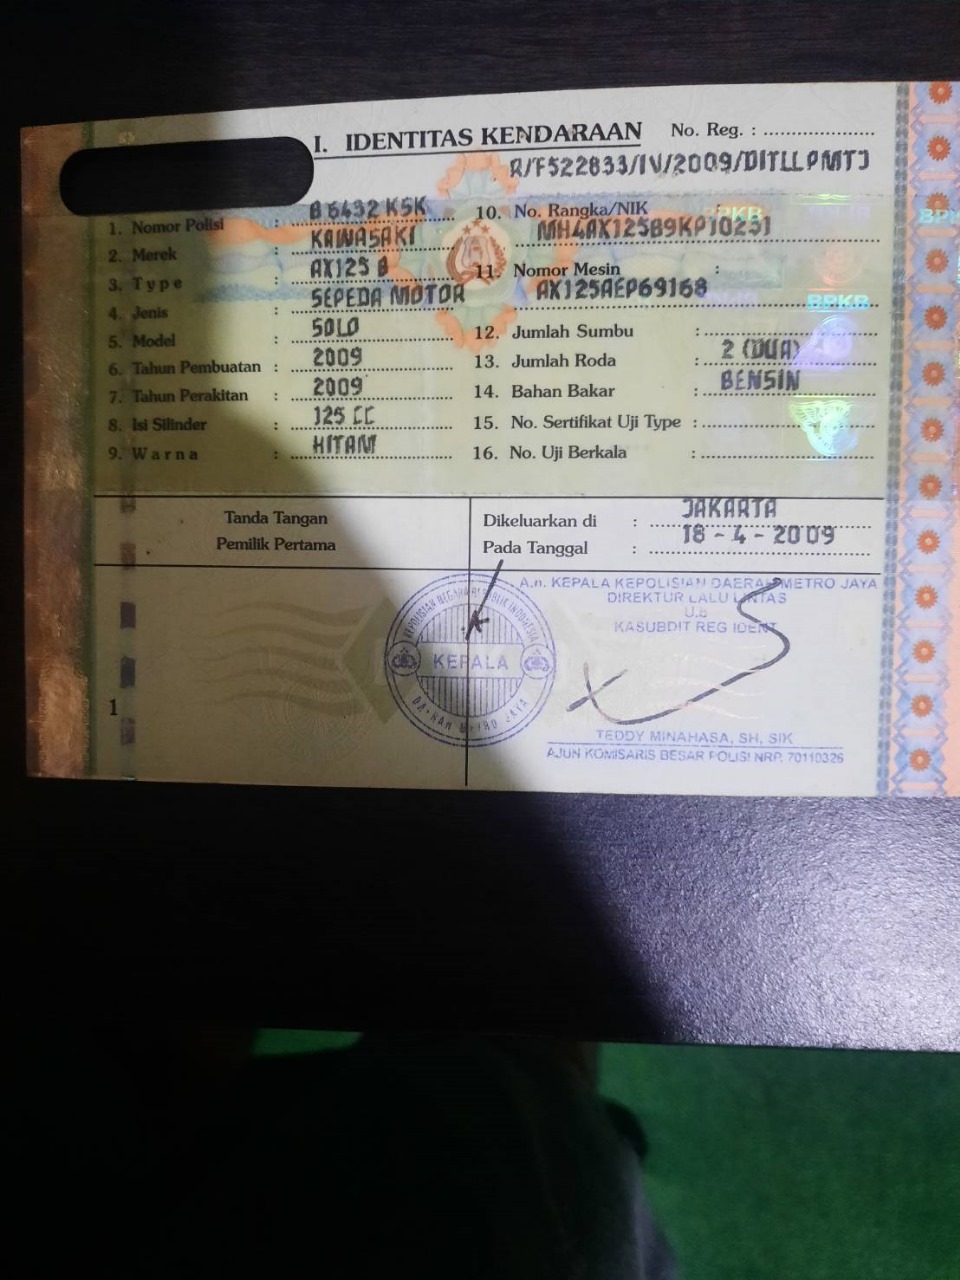 I. IDENTITAS KENDARAAN
No. Reg. :
R/F522833/IV/2009/DITLLPMTJ
1. Nomor Polisi : B 6432 KSK
2. Merek : KAWASAKI
3. Type : AX125 B
4. Jenis : SEPEDA MOTOR
5. Model : SOLO
6. Tahun Pembuatan : 2009
7. Tahun Perakitan : 2009
8. Isi Silinder : 125 CC
9. Warna : HITAM
10. No. Rangka/NIK :
MH4AX125B9KP10231
11. Nomor Mesin :
AX125AEP69168
12. Jumlah Sumbu :
13. Jumlah Roda : 2 (DUA)
14. Bahan Bakar : BENSIN
15. No. Sertifikat Uji Type :
16. No. Uji Berkala :
BPKB
BPKB
BPKB
Tanda Tangan
Pemilik Pertama
Dikeluarkan di : JAKARTA
Pada Tanggal : 18 - 4 - 2009
A.n. KEPALA KEPOLISIAN DAERAH METRO JAYA
DIREKTUR LALU LINTAS
U.B
KASUBDIT REG IDENT
KEPOLISIAN NEGARA REPUBLIK INDONESIA
KEPALA
DAERAH METRO JAYA
TEDDY MINAHASA, SH, SIK
AJUN KOMISARIS BESAR POLISI NRP. 70110326
1